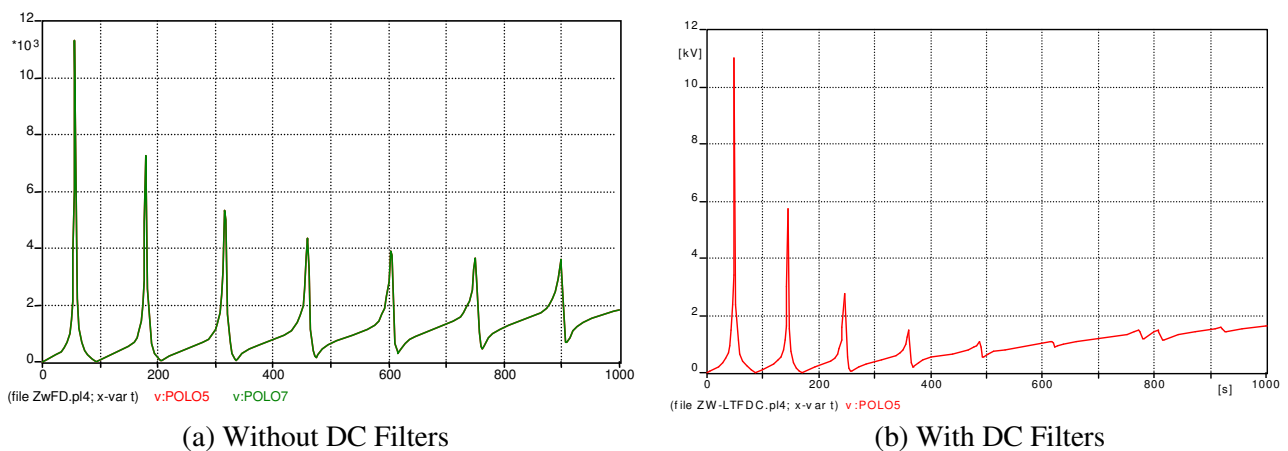 12
*10 3
10
8
6
4
2
0
0 200 400 600 800 1000
(file ZwFD.pl4; x-var t) v:POLO5 v:POLO7
(a) Without DC Filters
12
[kV]
10
8
6
4
2
0
0 200 400 600 800 1000
[s]
(file ZW-LTFDC.pl4; x-var t) v:POLO5
(b) With DC Filters